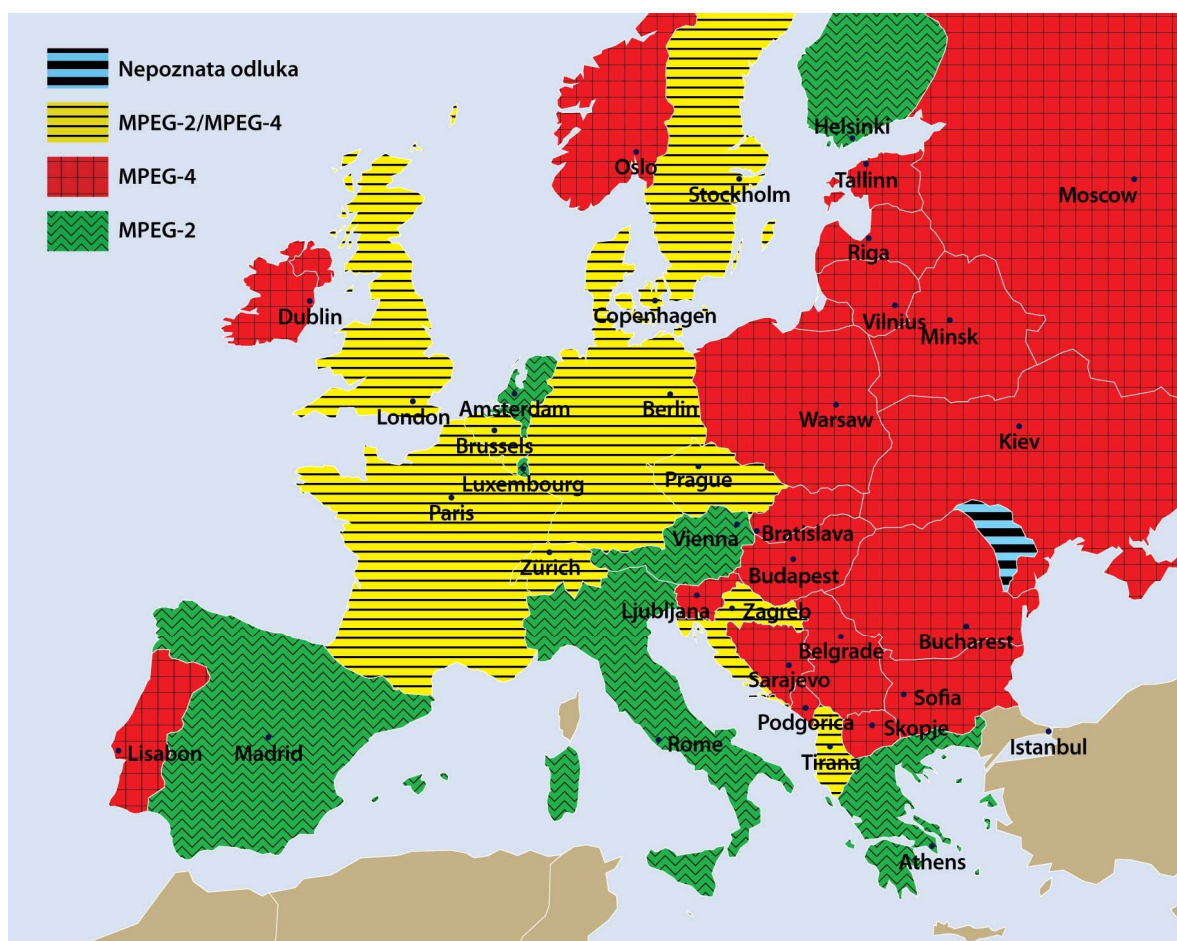 Nepoznata odluka
MPEG-2/MPEG-4
MPEG-4
MPEG-2
Helsinki
Oslo
Tallinn
Stockholm
Moscow
Riga
Dublin
Copenhagen
Vilnius
Minsk
London
Amsterdam
Berlin
Warsaw
Brussels
Kiev
Luxembourg
Prague
Paris
Vienna
Bratislava
Zürich
Budapest
Ljubljana
Zagreb
Belgrade
Bucharest
Sarajevo
Sofia
Podgorica
Skopje
Lisabon
Madrid
Rome
Istanbul
Tirana
Athens